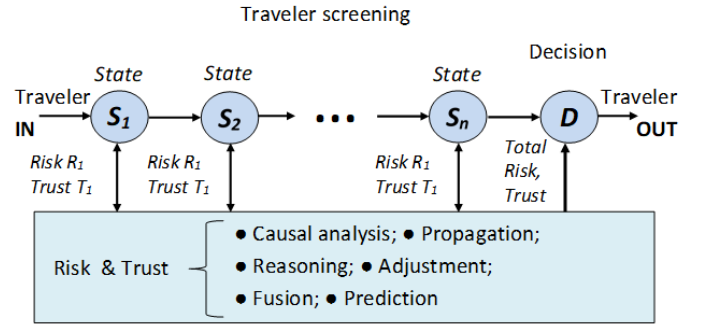 Traveler screening
Decision
State
State
State
Traveler
IN
S1
S2
...
Sn
D
Traveler
OUT
Risk R1
Trust T1
Risk R1
Trust T1
Risk R1
Trust T1
Total
Risk,
Trust
Risk & Trust
● Causal analysis; ● Propagation;
● Reasoning; ● Adjustment;
● Fusion; ● Prediction